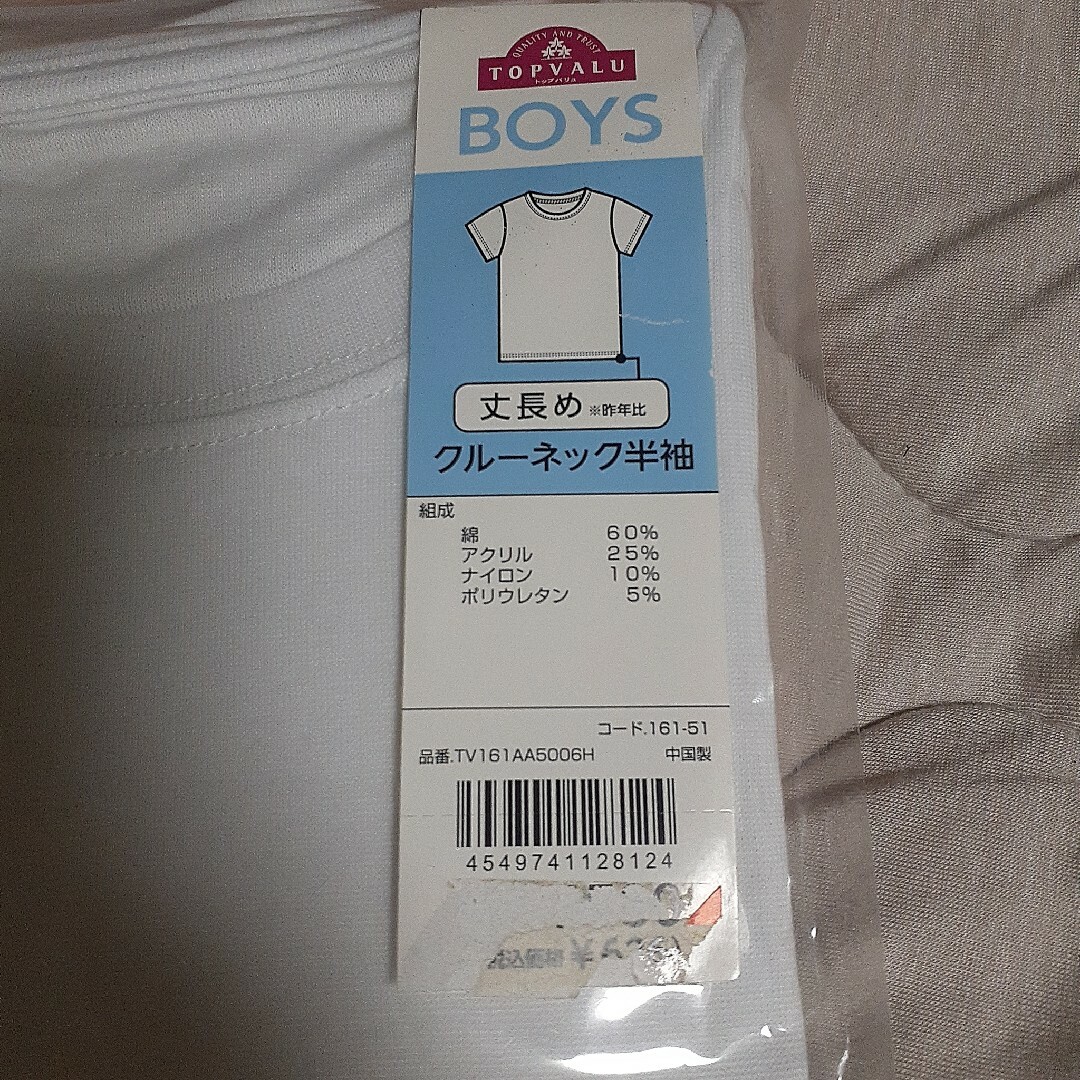 QUALITY AND TRUST
TOPVALU
トップバリュ
BOYS
丈長め ※昨年比
クルーネック半袖
組成
綿 60%
アクリル 25%
ナイロン 10%
ポリウレタン 5%
コード.161-51
品番.TV161AA5006H 中国製
4549741128124